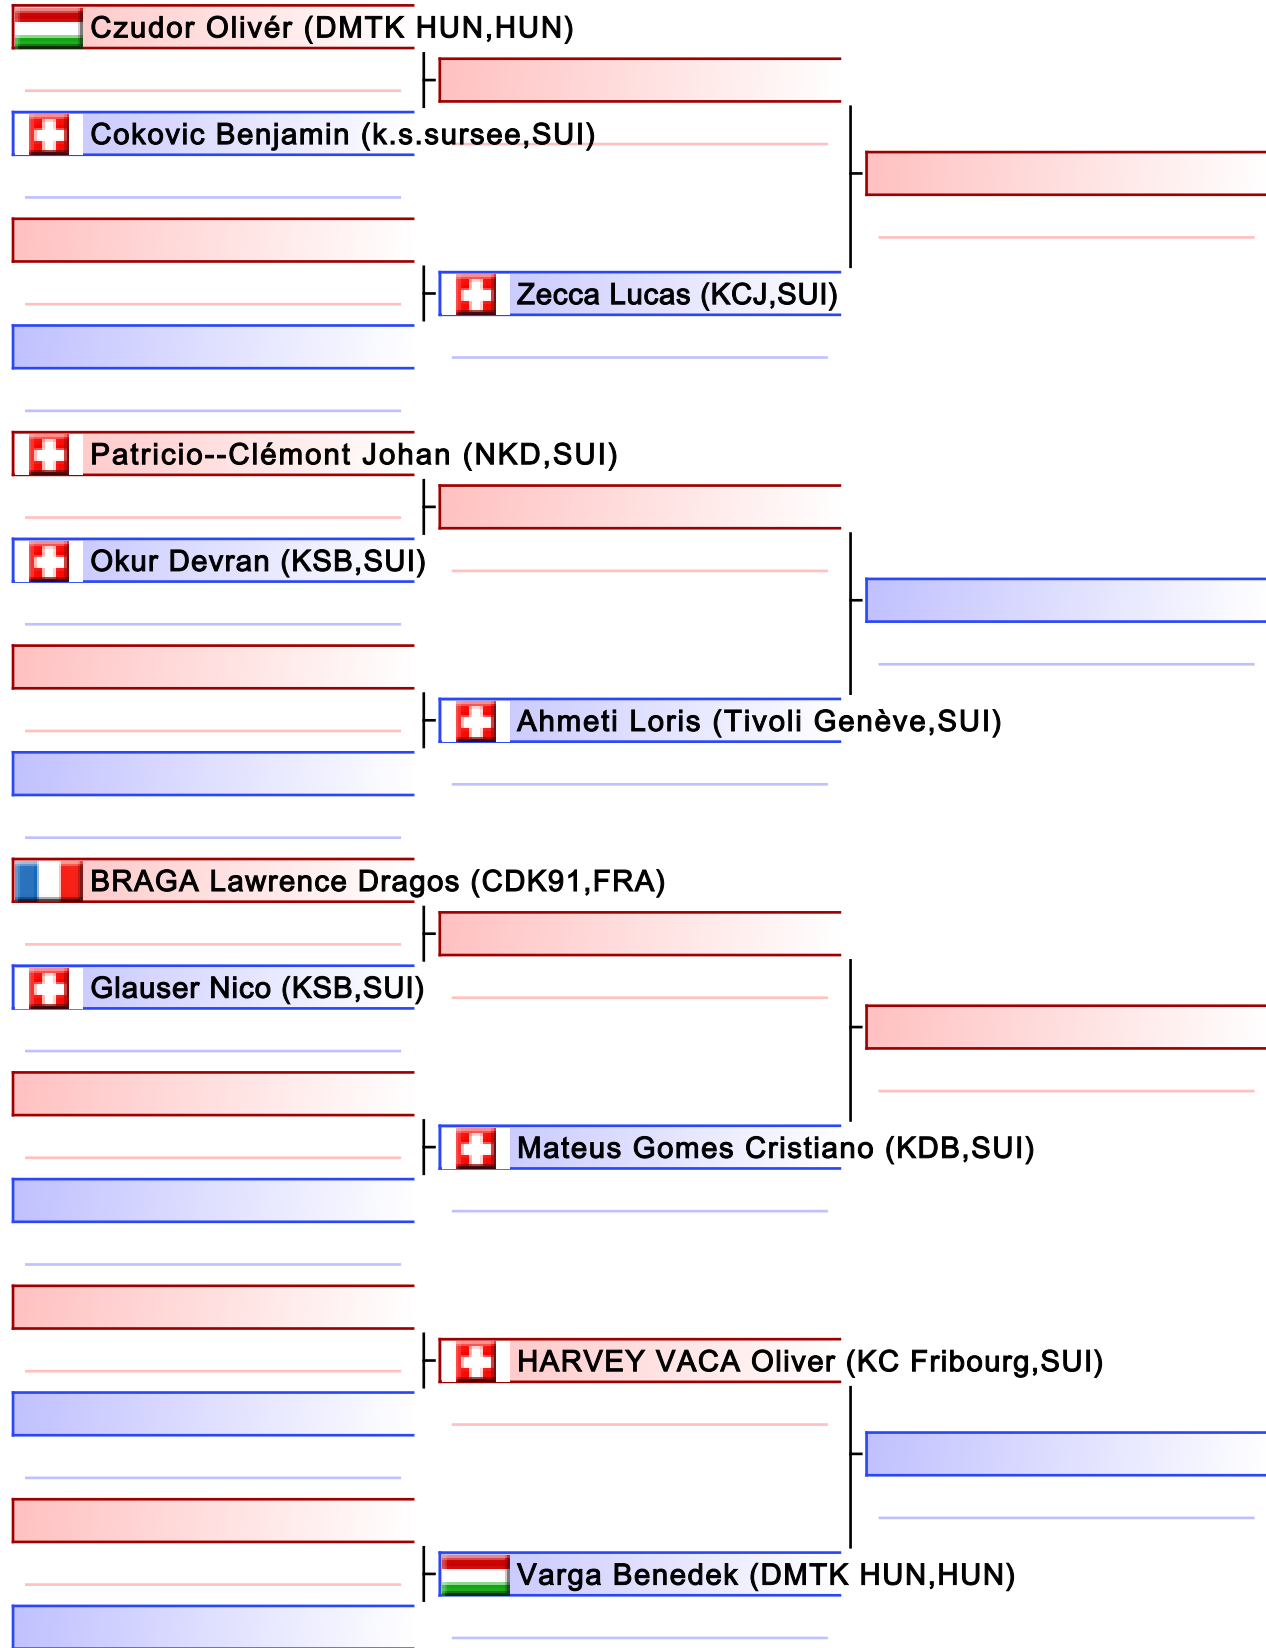 Czudor Olivér (DMTK HUN,HUN)
Cokovic Benjamin (k.s.sursee,SUI)
Zecca Lucas (KCJ,SUI)
Patricio--Clémont Johan (NKD,SUI)
Okur Devran (KSB,SUI)
Ahmeti Loris (Tivoli Genève,SUI)
BRAGA Lawrence Dragos (CDK91,FRA)
Glauser Nico (KSB,SUI)
Mateus Gomes Cristiano (KDB,SUI)
HARVEY VACA Oliver (KC Fribourg,SUI)
Varga Benedek (DMTK HUN,HUN)